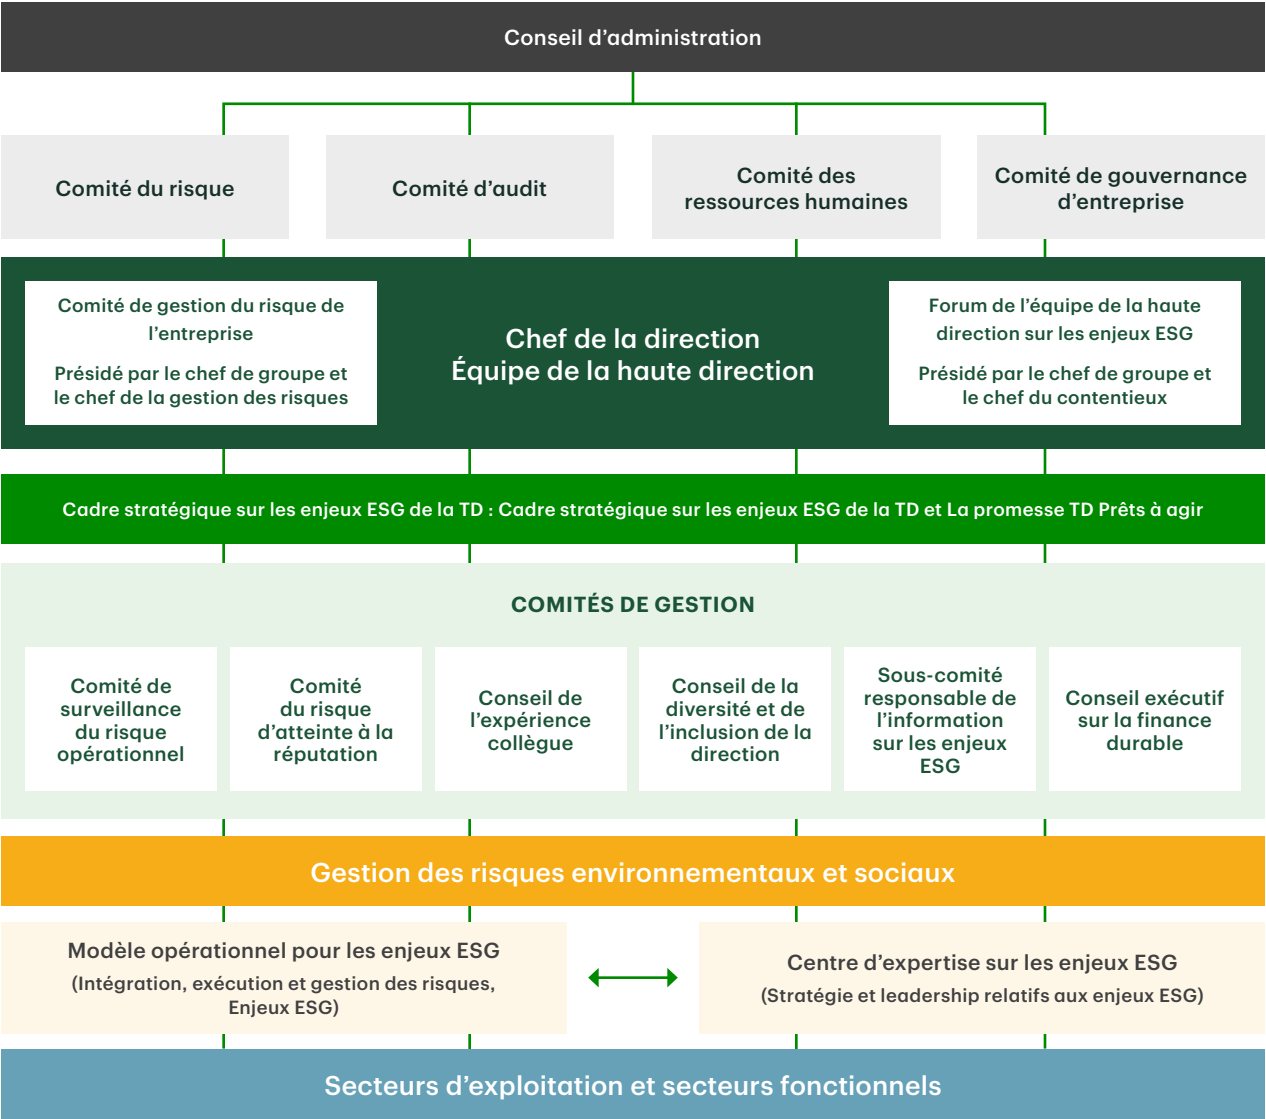 Conseil d’administration
Comité du risque
Comité d’audit
Comité des
ressources humaines
Comité de gouvernance
d’entreprise
Comité de gestion du risque de
l’entreprise
Présidé par le chef de groupe et
le chef de la gestion des risques
Chef de la direction
Équipe de la haute direction
Forum de l’équipe de la haute
direction sur les enjeux ESG
Présidé par le chef de groupe et
le chef du contentieux
Cadre stratégique sur les enjeux ESG de la TD : Cadre stratégique sur les enjeux ESG de la TD et La promesse TD Prêts à agir
COMITÉS DE GESTION
Comité de
surveillance
du risque
opérationnel
Comité
du risque
d’atteinte à la
réputation
Conseil de
l’expérience
collègue
Conseil de la
diversité et de
l’inclusion de la
direction
Sous-comité
responsable de
l’information
sur les enjeux
ESG
Conseil exécutif
sur la finance
durable
Gestion des risques environnementaux et sociaux
Modèle opérationnel pour les enjeux ESG
(Intégration, exécution et gestion des risques,
Enjeux ESG)
Centre d’expertise sur les enjeux ESG
(Stratégie et leadership relatifs aux enjeux ESG)
Secteurs d’exploitation et secteurs fonctionnels